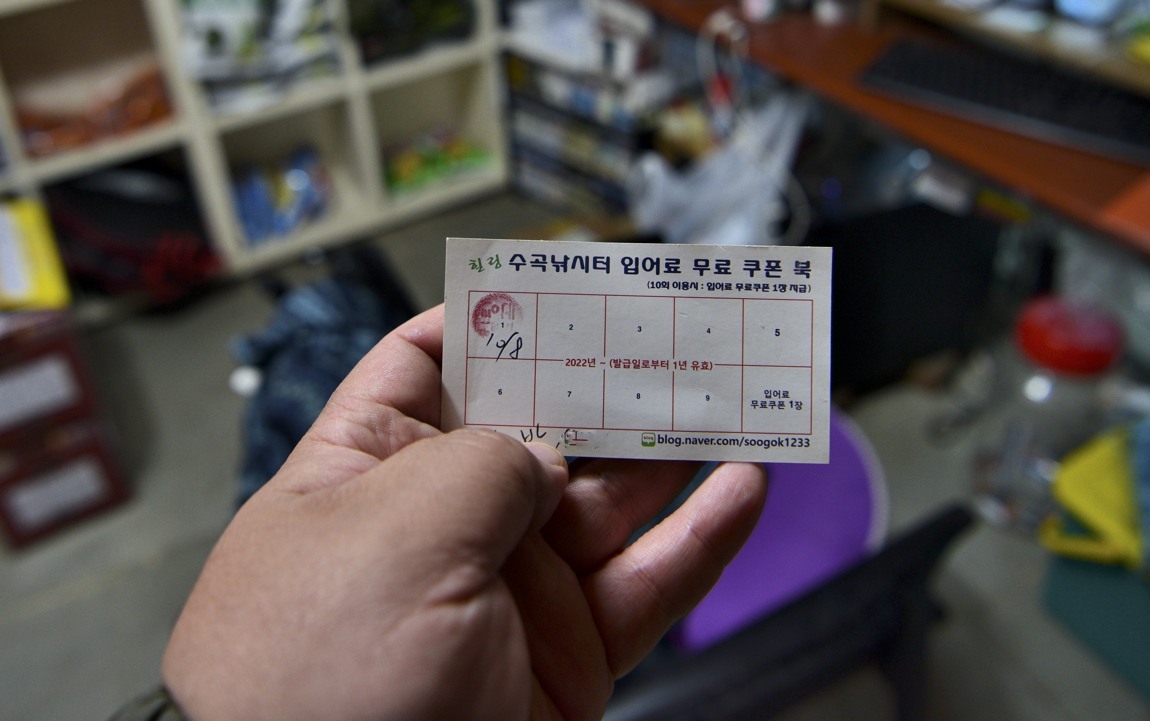 힐링 수곡낚시터 입어료 무료 쿠폰 북
(10회 이용시 : 입어료 무료쿠폰 1장 지급)
1 2 3 4 5
10/8
2022년 ~ (발급일로부터 1년 유효)
6 7 8 9 입어료
무료쿠폰 1장
blog.naver.com/soogok1233